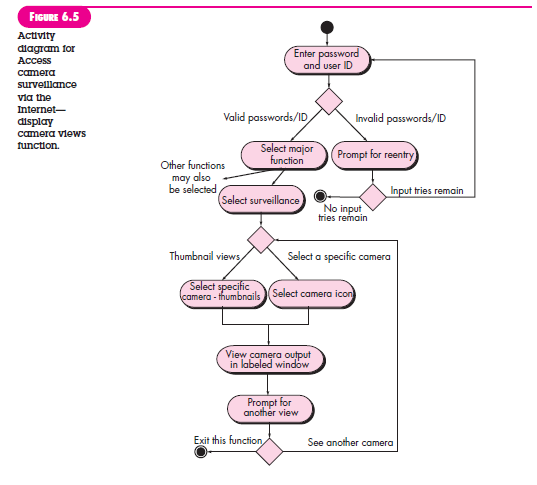 FIGURE 6.5
Activity
diagram for
Access
camera
surveillance
via the
Internet—
display
camera views
function.
Enter password
and user ID
Valid passwords/ID
Invalid passwords/ID
Select major
function
Prompt for reentry
Other functions
may also
be selected
Input tries remain
Select surveillance
No input
tries remain
Thumbnail views
Select a specific camera
Select specific
camera - thumbnails
Select camera icon
View camera output
in labeled window
Prompt for
another view
Exit this function
See another camera